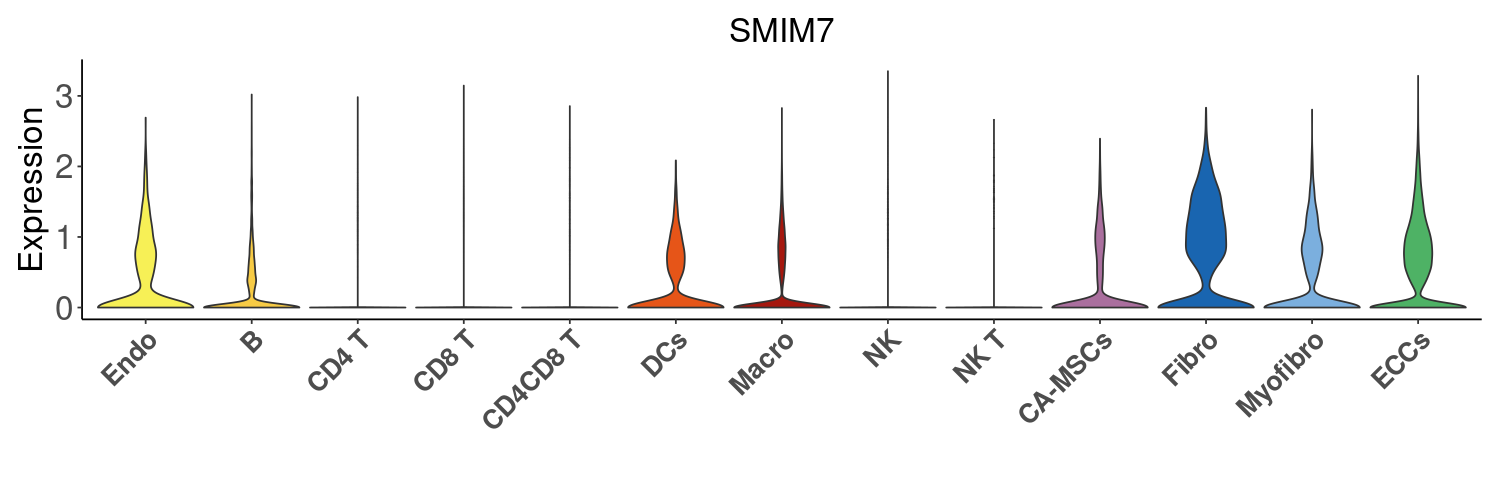 SMIM7
Expression
3
2
1
0
Endo
B
CD4 T
CD8 T
CD4CD8 T
DCs
Macro
NK
NK T
CA-MSCs
Fibro
Myofibro
ECCs